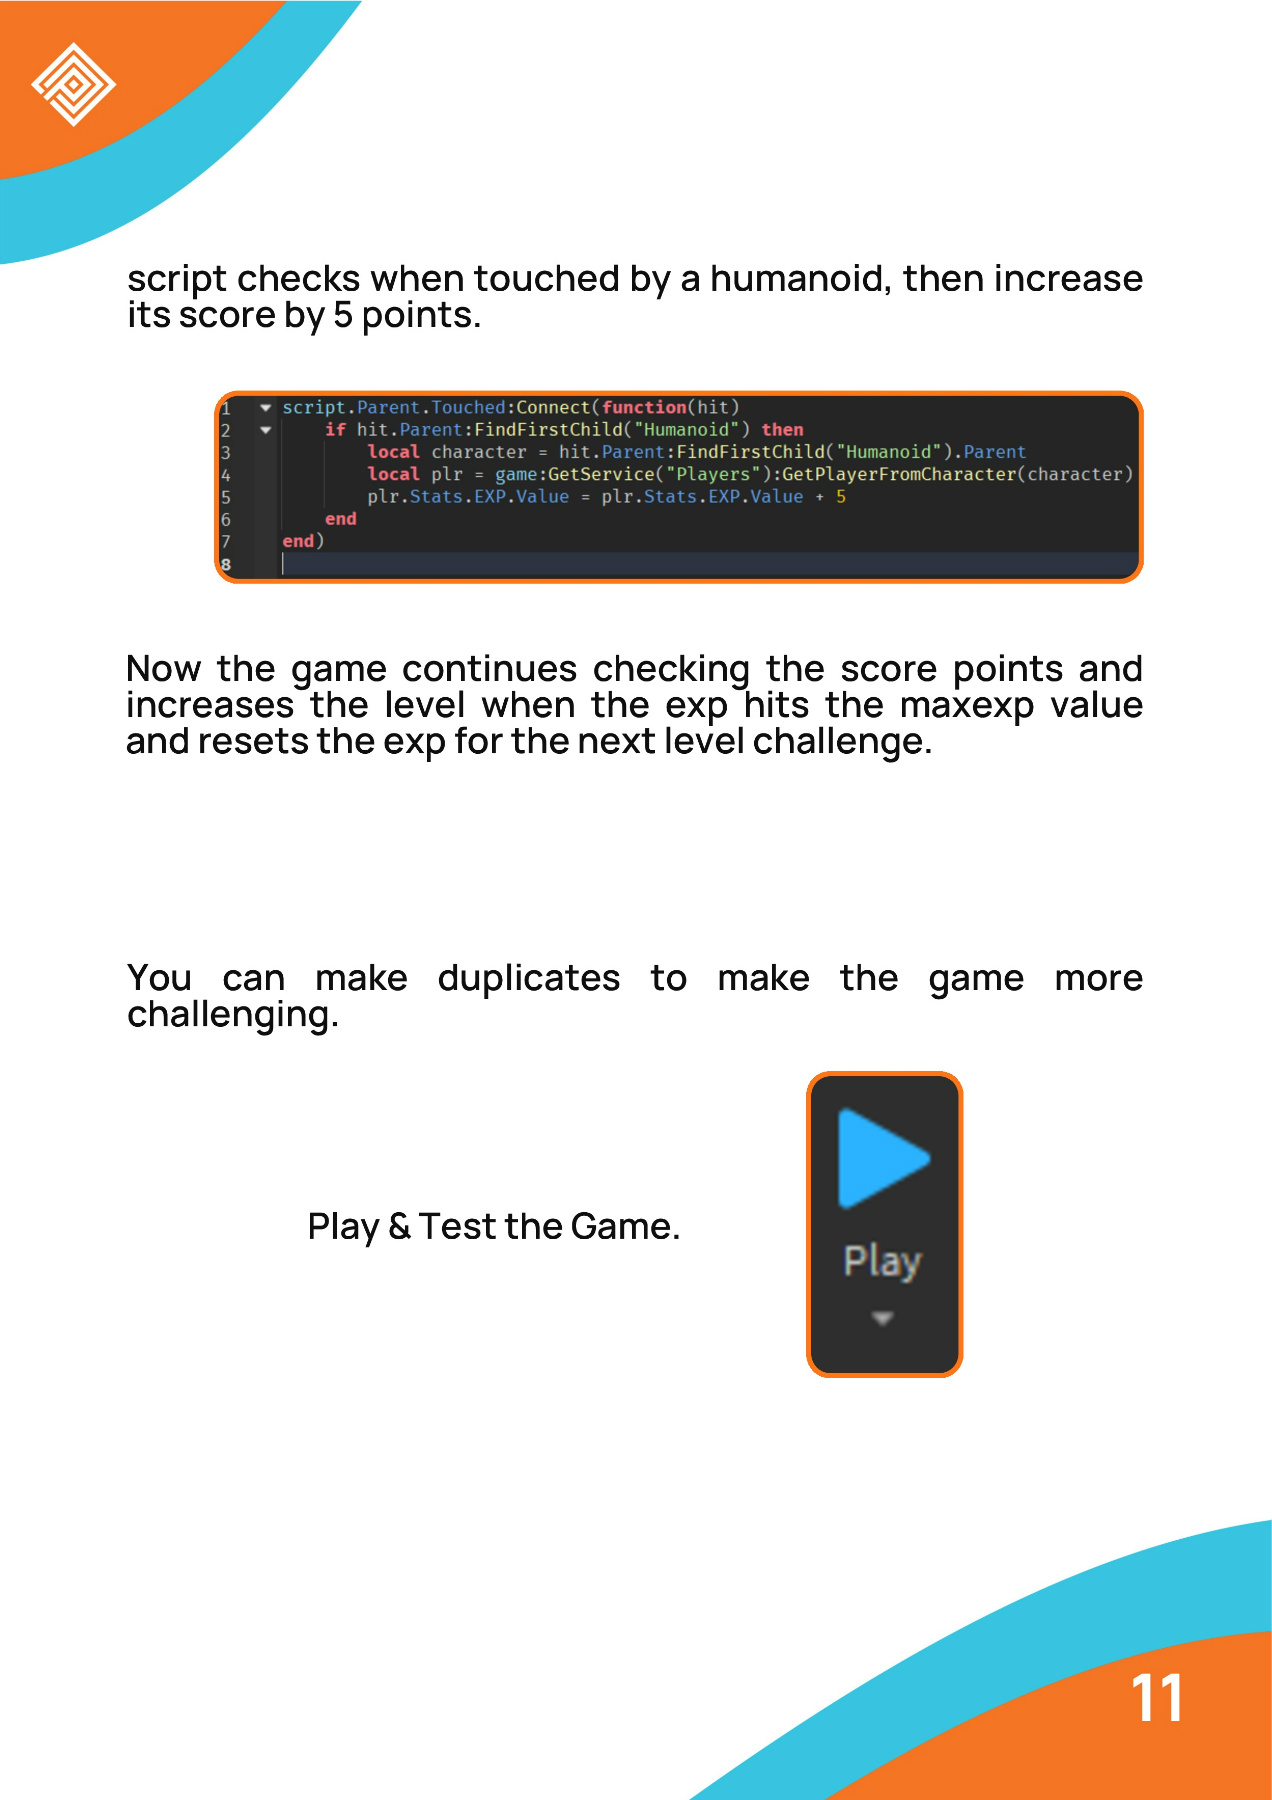 script checks when touched by a humanoid, then increase
its score by 5 points.
1 script.Parent.Touched:Connect(function(hit)
2 if hit.Parent:FindFirstChild("Humanoid") then
3 local character = hit.Parent:FindFirstChild("Humanoid").Parent
4 local plr = game:GetService("Players"):GetPlayerFromCharacter(character)
5 plr.Stats.EXP.Value = plr.Stats.EXP.Value + 5
6 end
7 end)
8
Now the game continues checking the score points and
increases the level when the exp hits the maxexp value
and resets the exp for the next level challenge.
You can make duplicates to make the game more
challenging.
Play & Test the Game.
Play
11